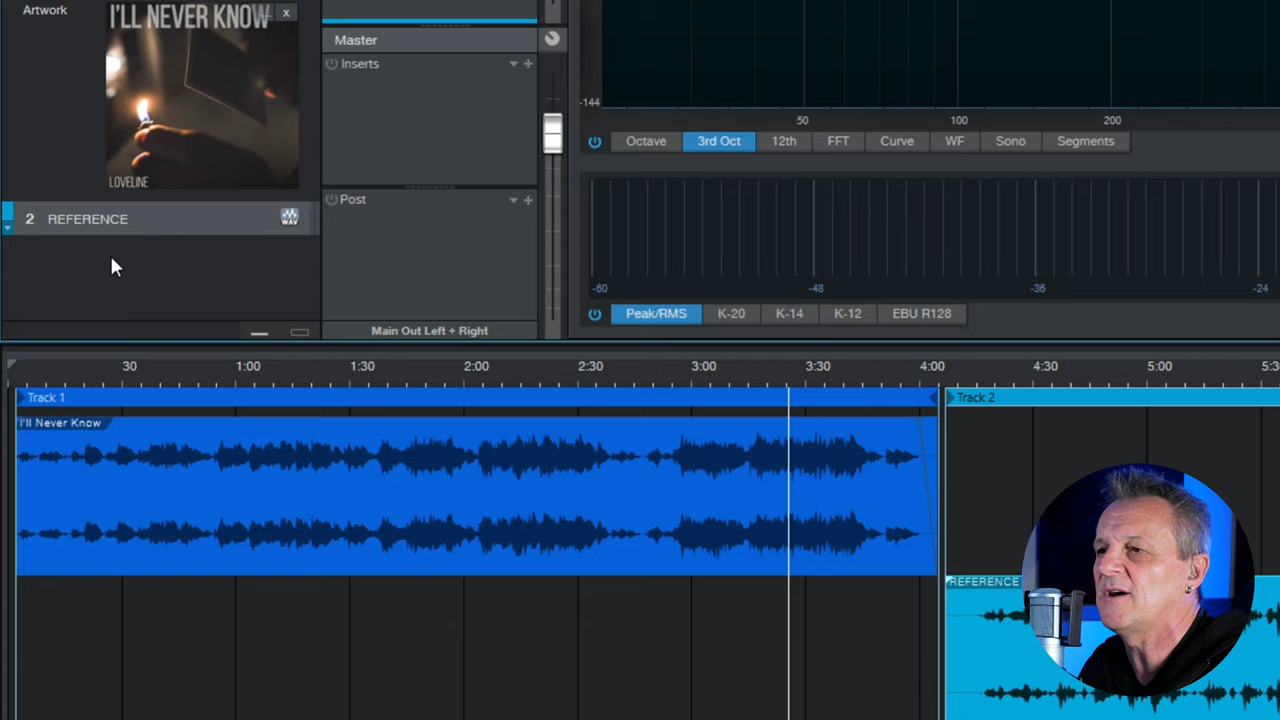 Artwork
I'LL NEVER KNOW
... x
LOVELINE
2 REFERENCE
WAV
Master
Inserts
Post
Main Out Left + Right
-144
50 100 200
Octave 3rd Oct 12th FFT Curve WF Sono Segments
-60 -48 -36 -24
Peak/RMS K-20 K-14 K-12 EBU R128
30 1:00 1:30 2:00 2:30 3:00 3:30 4:00 4:30 5:00 5:3
Track 1 Track 2
I'll Never Know
REFERENCE